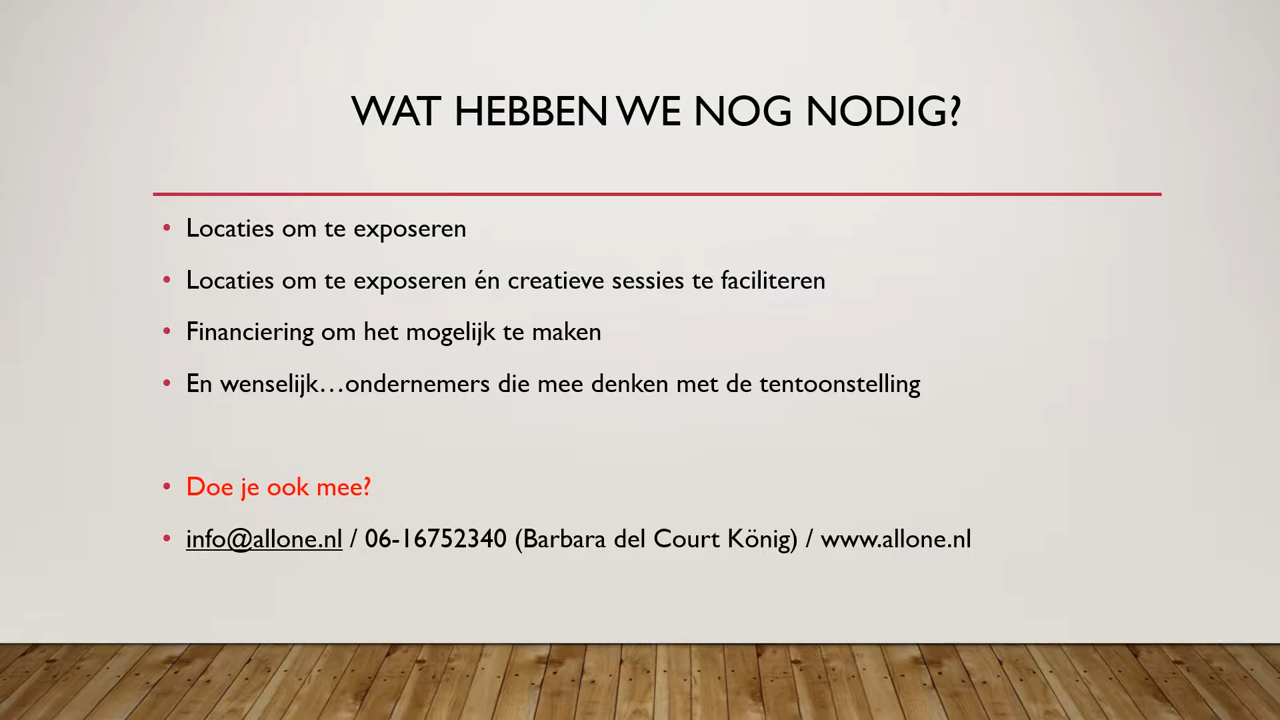 WAT HEBBEN WE NOG NODIG?
• Locaties om te exposeren
• Locaties om te exposeren én creatieve sessies te faciliteren
• Financiering om het mogelijk te maken
• En wenselijk…ondernemers die mee denken met de tentoonstelling
• Doe je ook mee?
• info@allone.nl / 06-16752340 (Barbara del Court König) / www.allone.nl